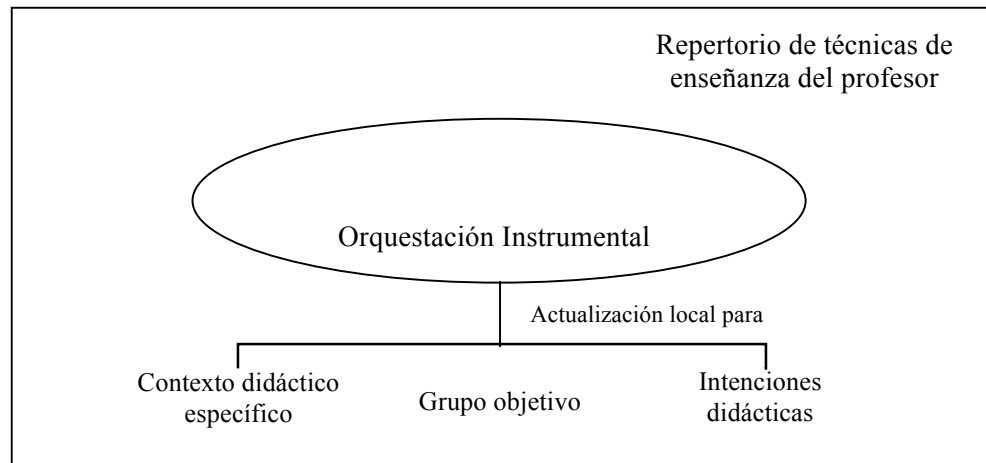 Repertorio de técnicas de
enseñanza del profesor
Orquestación Instrumental
Actualización local para
Contexto didáctico
específico
Grupo objetivo
Intenciones
didácticas